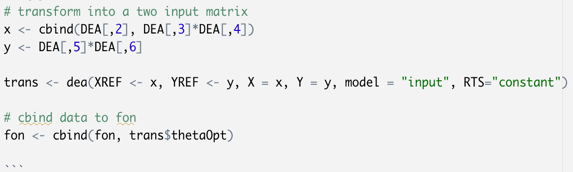 # transform into a two input matrix
x <- cbind(DEA[,2], DEA[,3]*DEA[,4])
y <- DEA[,5]*DEA[,6]
trans <- dea(XREF <- x, YREF <- y, X = x, Y = y, model = "input", RTS="constant")
# cbind data to fon
fon <- cbind(fon, trans$thetaOpt)
```